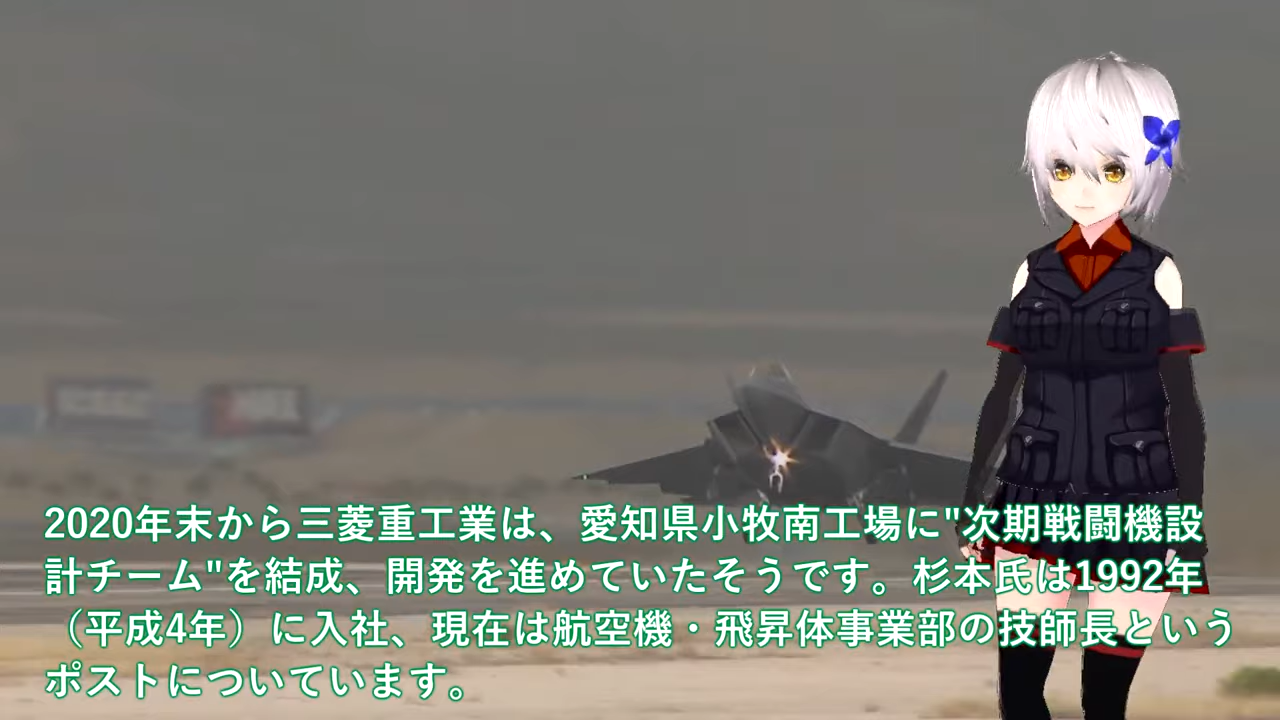 2020年末から三菱重工業は、愛知県小牧南工場に"次期戦闘機設
計チーム"を結成、開発を進めていたそうです。杉本氏は1992年
（平成4年）に入社、現在は航空機・飛昇体事業部の技師長という
ポストについています。